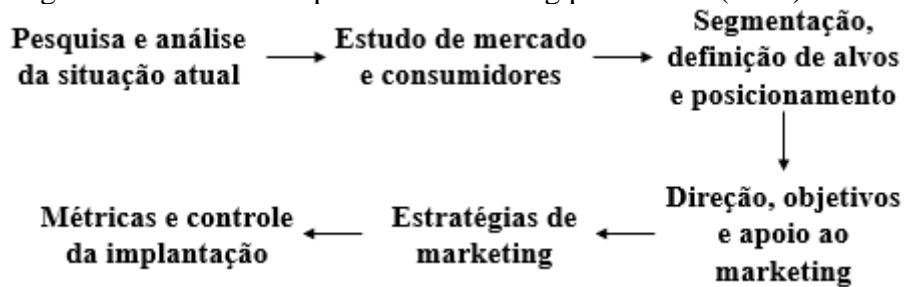 Pesquisa e análise
da situação atual
Estudo de mercado
e consumidores
Segmentação,
definição de alvos
e posicionamento
Direção, objetivos
e apoio ao
marketing
Estratégias de
marketing
Métricas e controle
da implantação